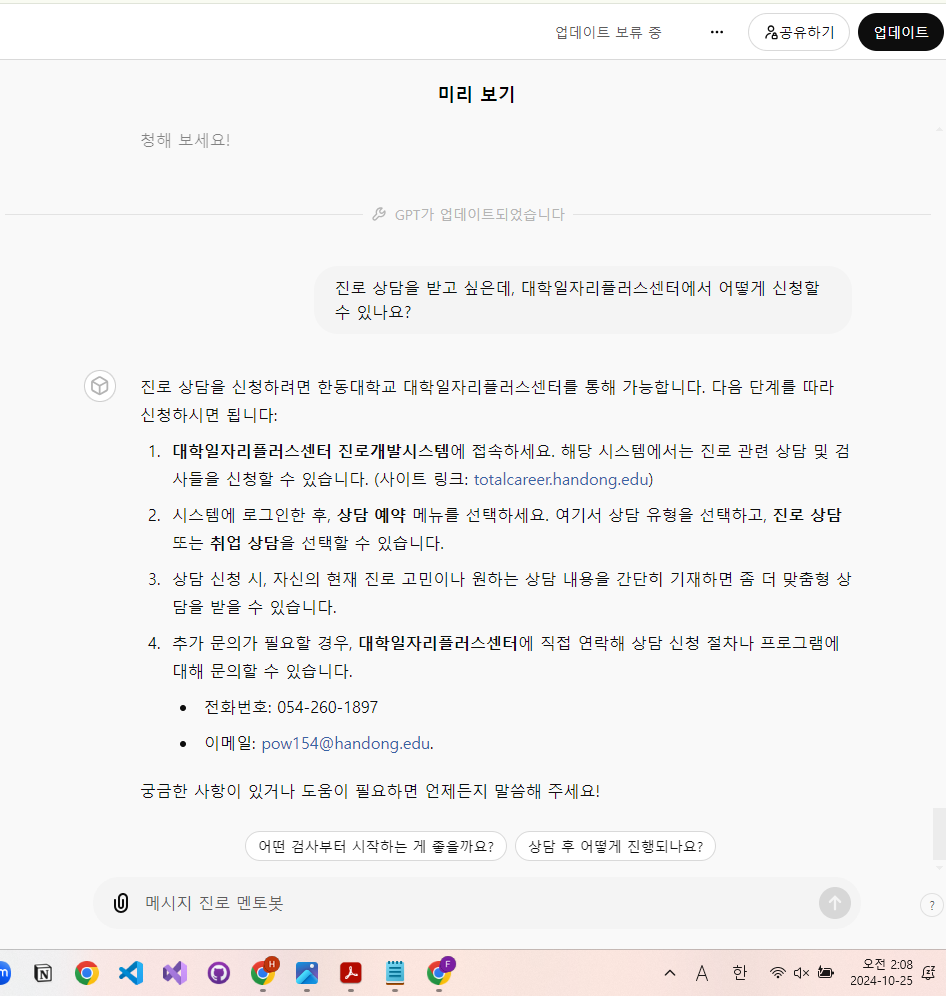 업데이트 보류 중
공유하기
업데이트
미리 보기
청해 보세요!
GPT가 업데이트되었습니다
진로 상담을 받고 싶은데, 대학일자리플러스센터에서 어떻게 신청할
수 있나요?
진로 상담을 신청하려면 한동대학교 대학일자리플러스센터를 통해 가능합니다. 다음 단계를 따라
신청하시면 됩니다:
1. 대학일자리플러스센터 진로개발시스템에 접속하세요. 해당 시스템에서는 진로 관련 상담 및 검
사들을 신청할 수 있습니다. (사이트 링크: totalcareer.handong.edu)
2. 시스템에 로그인한 후, 상담 예약 메뉴를 선택하세요. 여기서 상담 유형을 선택하고, 진로 상담
또는 취업 상담을 선택할 수 있습니다.
3. 상담 신청 시, 자신의 현재 진로 고민이나 원하는 상담 내용을 간단히 기재하면 좀 더 맞춤형 상
담을 받을 수 있습니다.
4. 추가 문의가 필요할 경우, 대학일자리플러스센터에 직접 연락해 상담 신청 절차나 프로그램에
대해 문의할 수 있습니다.
• 전화번호: 054-260-1897
• 이메일: pow154@handong.edu.
궁금한 사항이 있거나 도움이 필요하면 언제든지 말씀해 주세요!
어떤 검사부터 시작하는 게 좋을까요?
상담 후 어떻게 진행되나요?
메시지 진로 멘토봇
?
m
H
F
A
한
오전 2:08
2024-10-25